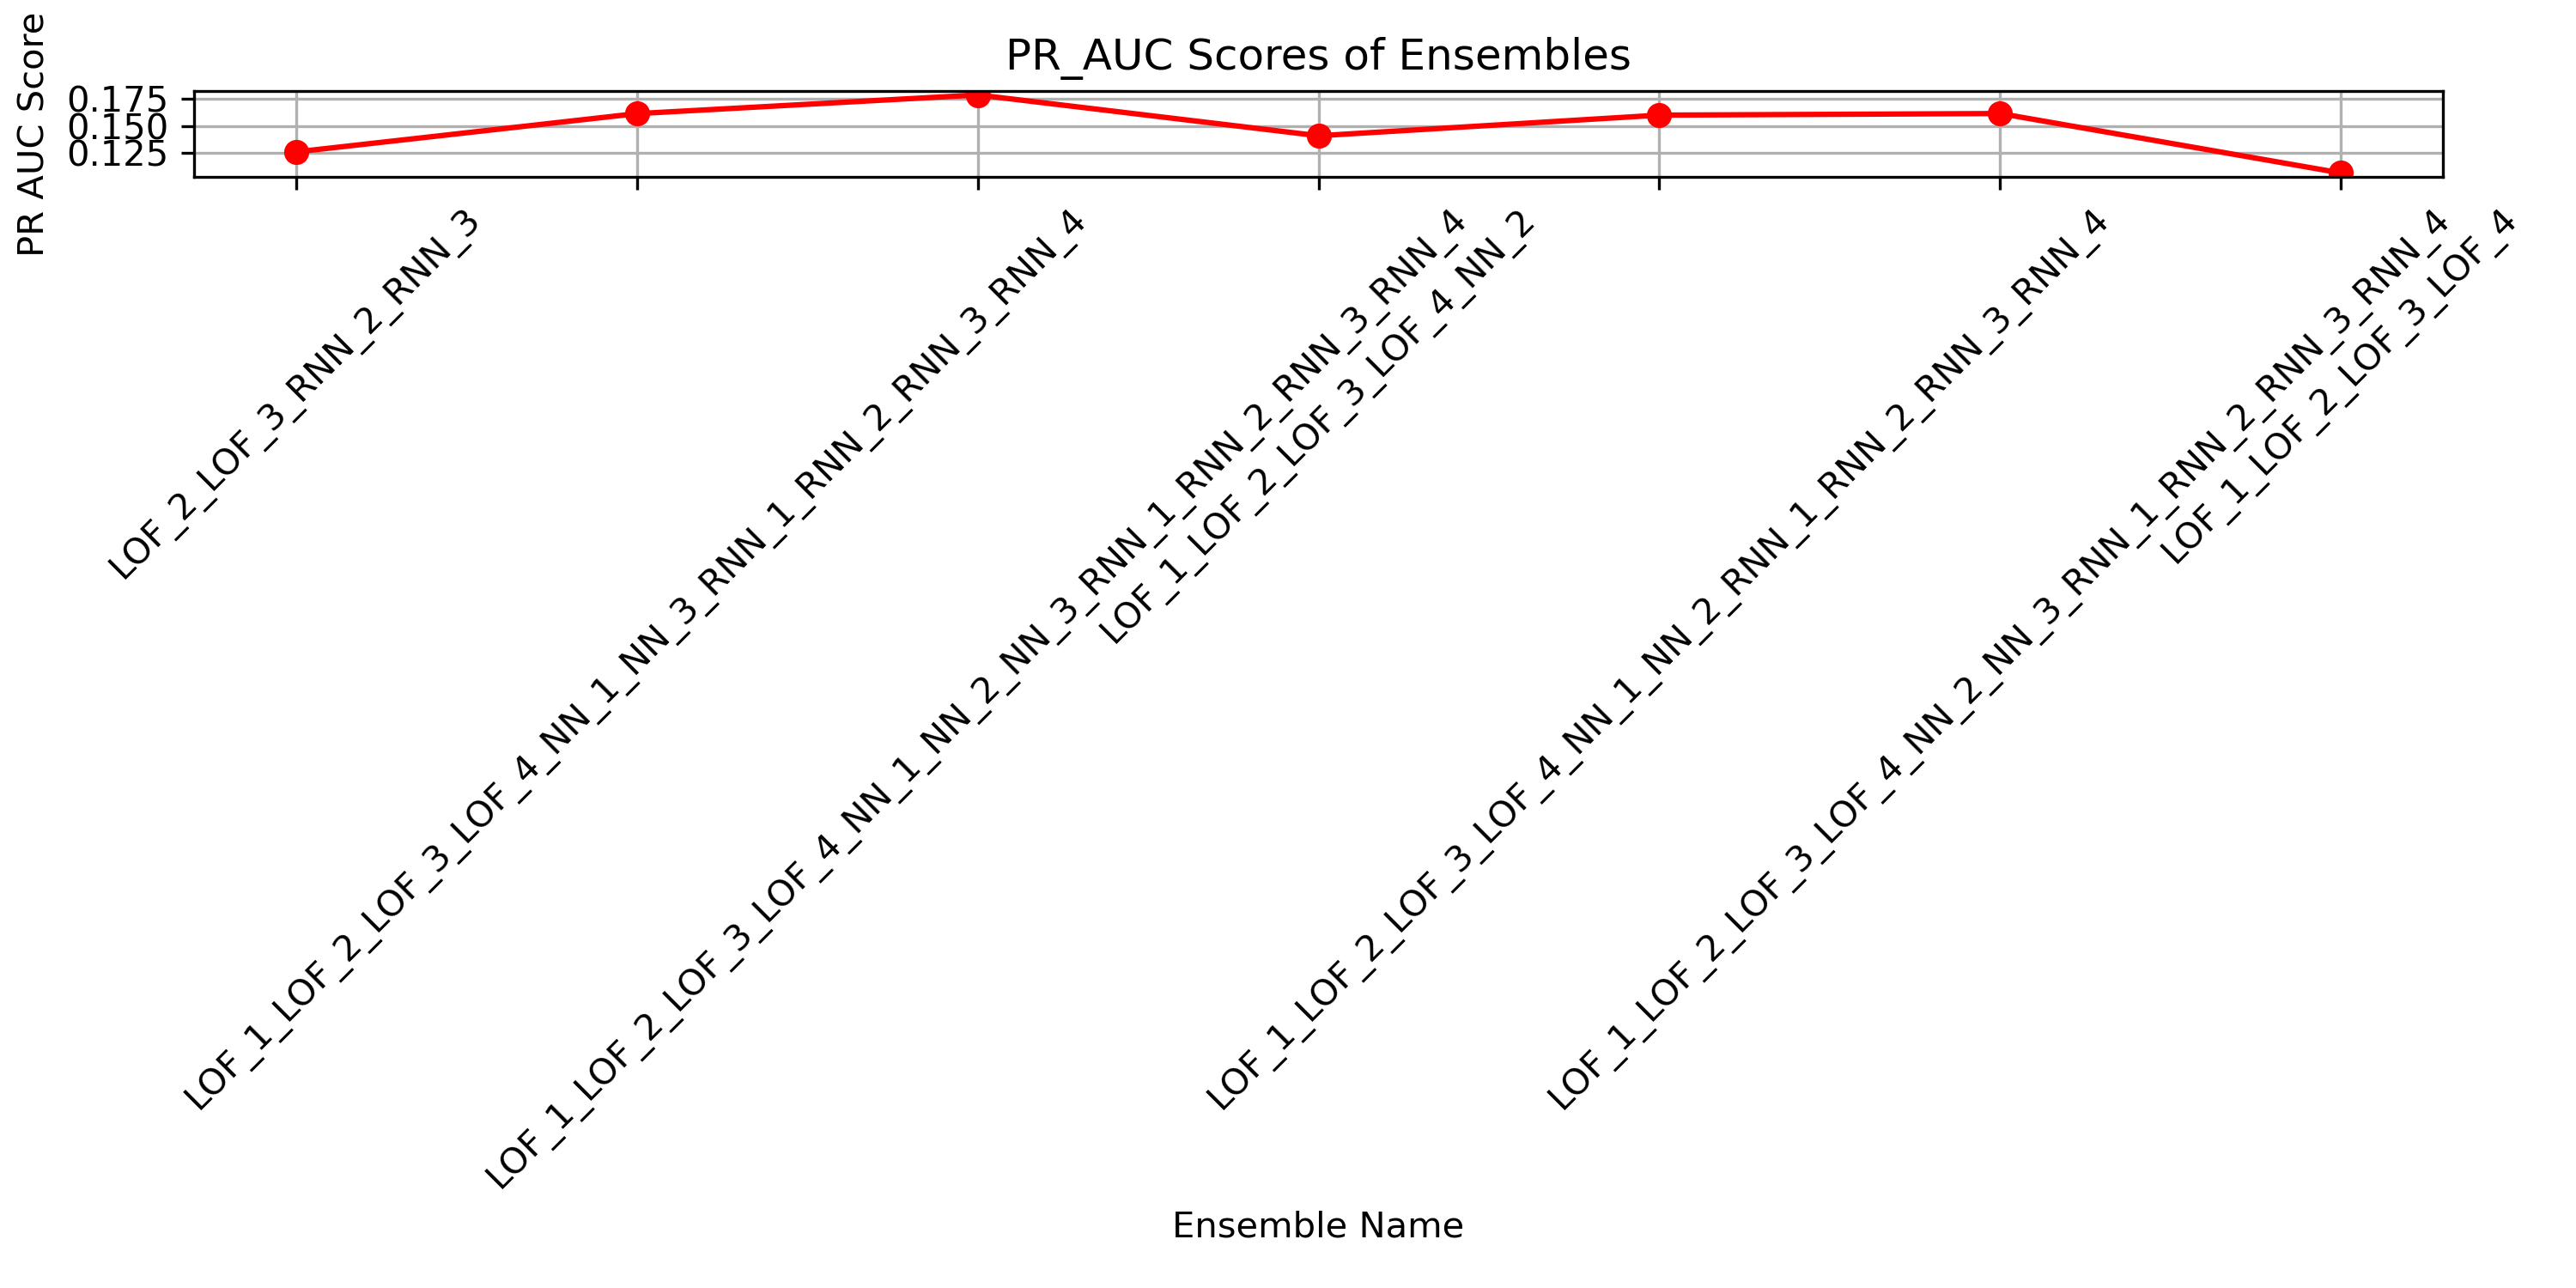 PR_AUC Scores of Ensembles
PR AUC Score
0.175
0.150
0.125
LOF_2_LOF_3_RNN_2_RNN_3
LOF_1_LOF_2_LOF_3_LOF_4_NN_1_NN_3_RNN_1_RNN_2_RNN_3_RNN_4
LOF_1_LOF_2_LOF_3_LOF_4_NN_1_NN_2_NN_3_RNN_1_RNN_2_RNN_3_RNN_4
LOF_1_LOF_2_LOF_3_LOF_4_NN_2
LOF_1_LOF_2_LOF_3_LOF_4_NN_1_NN_2_RNN_1_RNN_2_RNN_3_RNN_4
LOF_1_LOF_2_LOF_3_LOF_4_NN_2_NN_3_RNN_1_RNN_2_RNN_3_RNN_4
LOF_1_LOF_2_LOF_3_LOF_4
Ensemble Name